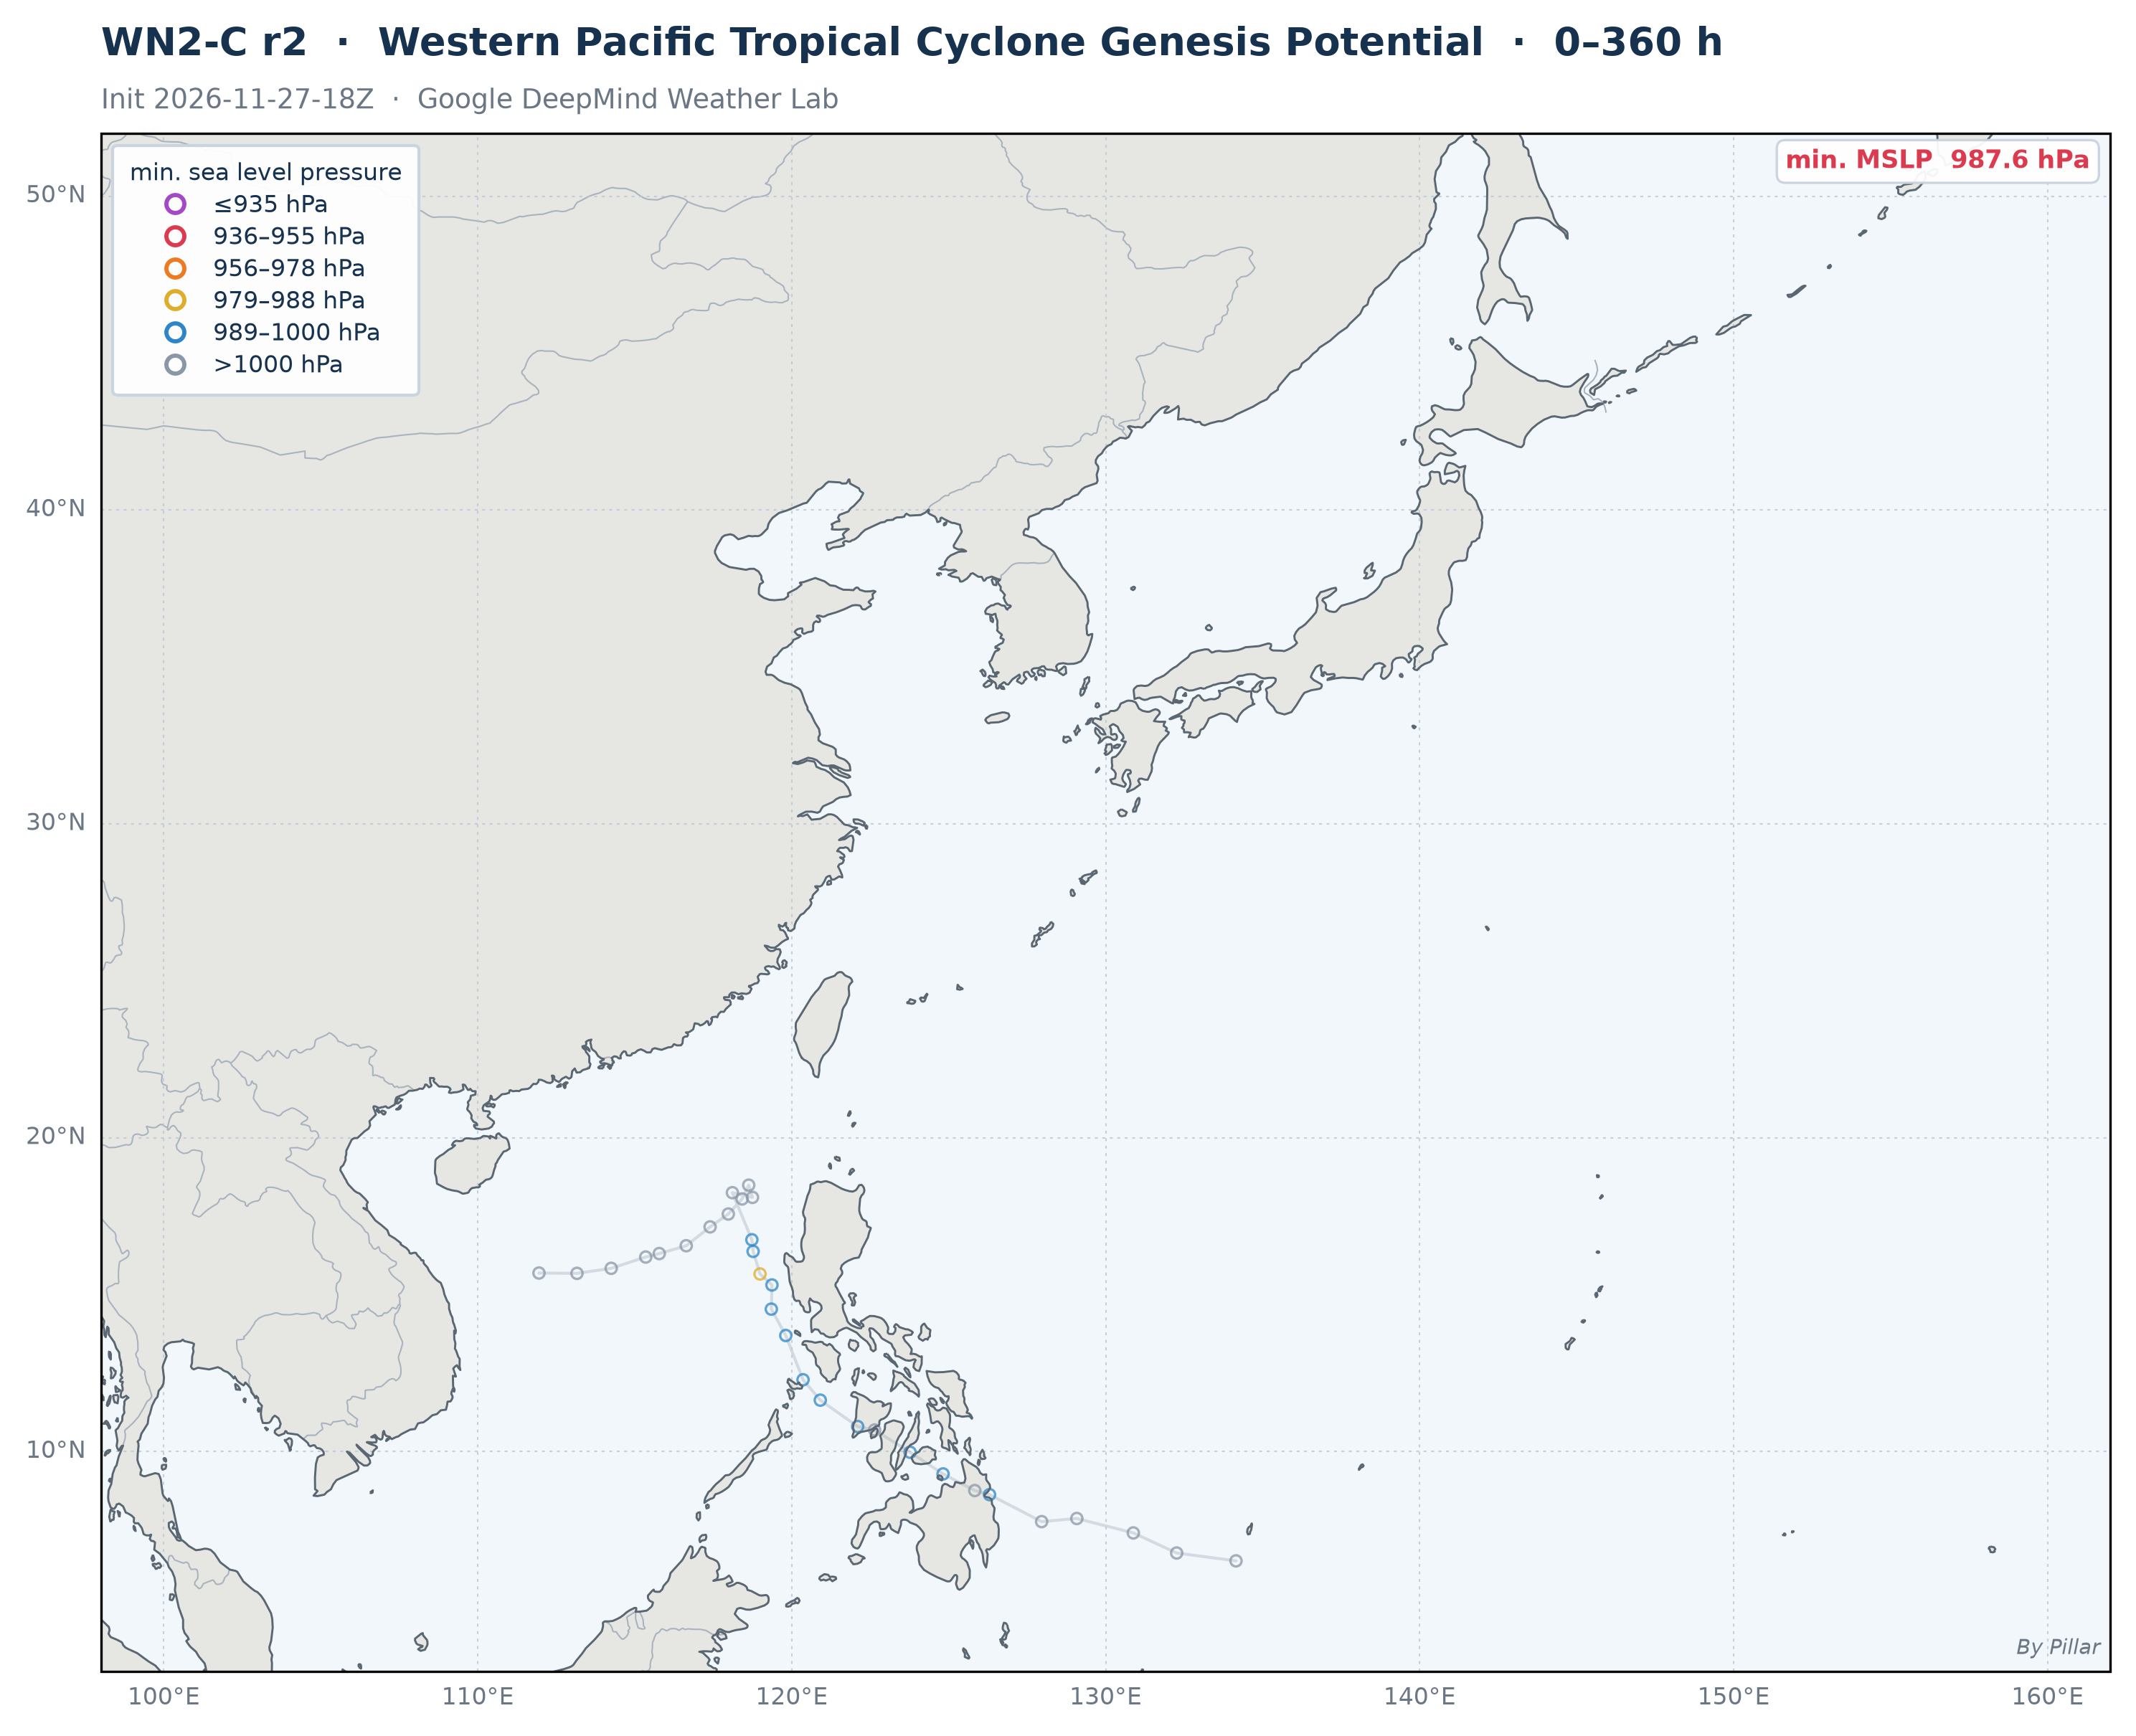 WN2-C r2 · Western Pacific Tropical Cyclone Genesis Potential · 0–360 h
Init 2026-11-27-18Z · Google DeepMind Weather Lab
min. sea level pressure
≤935 hPa
936–955 hPa
956–978 hPa
979–988 hPa
989–1000 hPa
>1000 hPa
min. MSLP 987.6 hPa
50°N
40°N
30°N
20°N
10°N
By Pillar
100°E 110°E 120°E 130°E 140°E 150°E 160°E